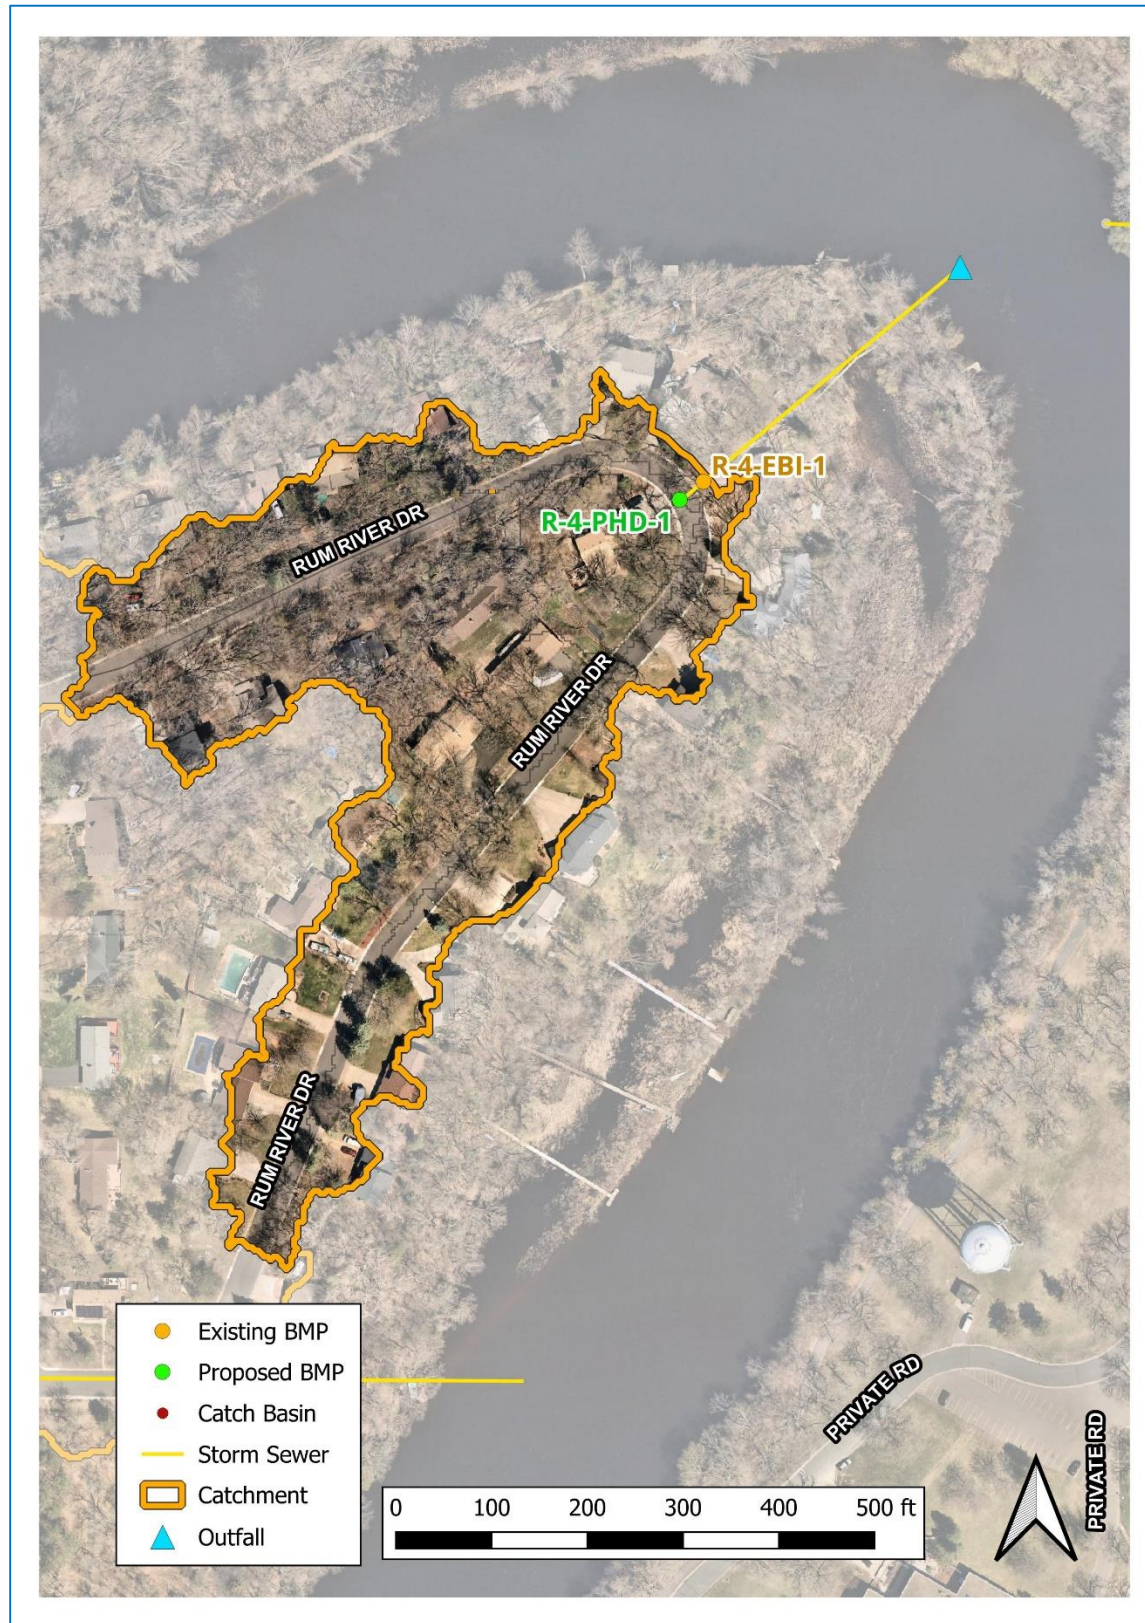 R-4-EBI-1
R-4-PHD-1
RUM RIVER DR
RUM RIVER DR
RUM RIVER DR
PRIVATE RD
PRIVATE RD
Existing BMP
Proposed BMP
Catch Basin
Storm Sewer
Catchment
Outfall
0 100 200 300 400 500 ft